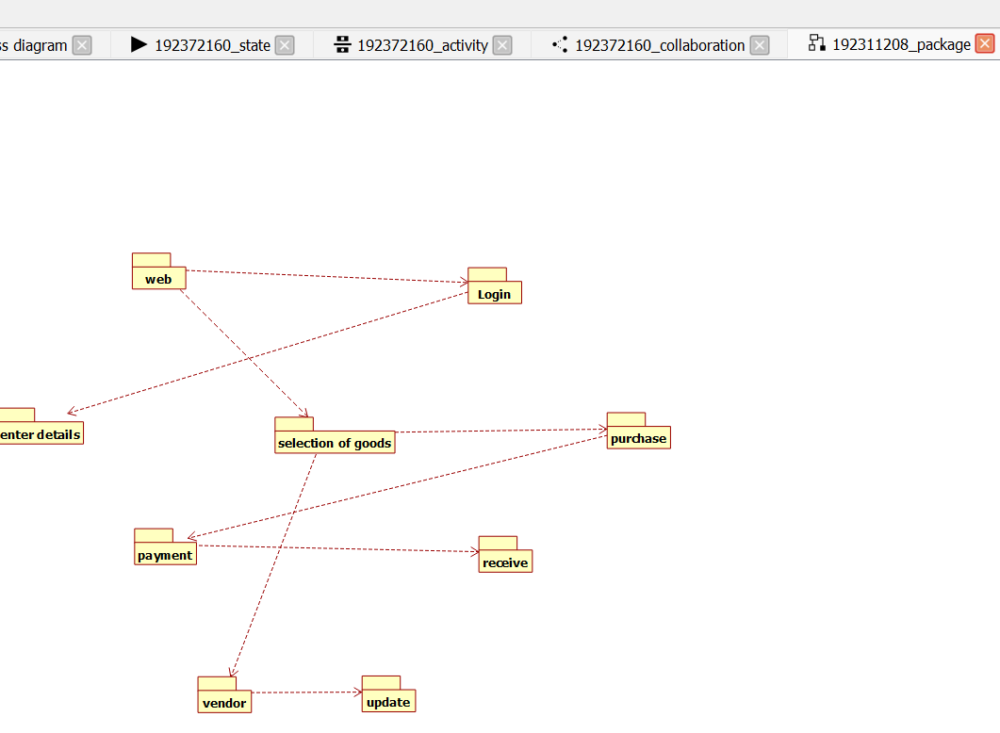 ss diagram
192372160_state
192372160_activity
192372160_collaboration
192311208_package
web
Login
enter details
selection of goods
purchase
payment
receive
vendor
update